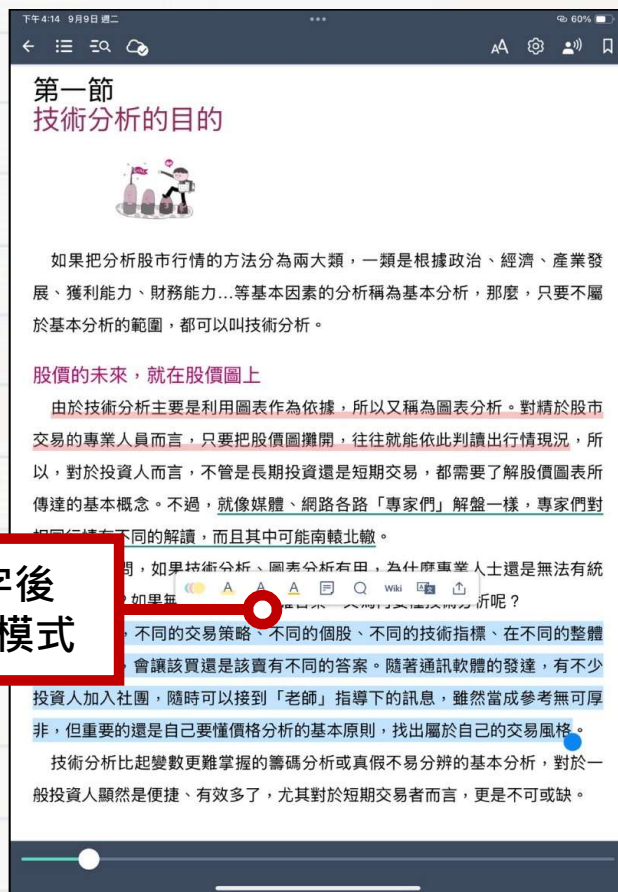 下午4:14 9月9日 週二
60%
AA
第一節
技術分析的目的
如果把分析股市行情的方法分為兩大類，一類是根據政治、經濟、產業發
展、獲利能力、財務能力...等基本因素的分析稱為基本分析，那麼，只要不屬
於基本分析的範圍，都可以叫技術分析。
股價的未來，就在股價圖上
由於技術分析主要是利用圖表作為依據，所以又稱為圖表分析。對精於股市
交易的專業人員而言，只要把股價圖攤開，往往就能依此判讀出行情現況，所
以，對於投資人而言，不管是長期投資還是短期交易，都需要了解股價圖表所
傳達的基本概念。不過，就像媒體、網路各路「專家們」解盤一樣，專家們對
不同的解讀，而且其中可能南轅北轍。
問，如果技術分析、圖表分析有用，為什麼專業人士還是無法有統
A A A Wiki
字後
模式
？如果無
析呢？
，不同的交易策略、不同的個股、不同的技術指標、在不同的整體
，會讓該買還是該賣有不同的答案。隨著通訊軟體的發達，有不少
投資人加入社團，隨時可以接到「老師」指導下的訊息，雖然當成參考無可厚
非，但重要的還是自己要懂價格分析的基本原則，找出屬於自己的交易風格。
技術分析比起變數更難掌握的籌碼分析或真假不易分辨的基本分析，對於一
般投資人顯然是便捷、有效多了，尤其對於短期交易者而言，更是不可或缺。